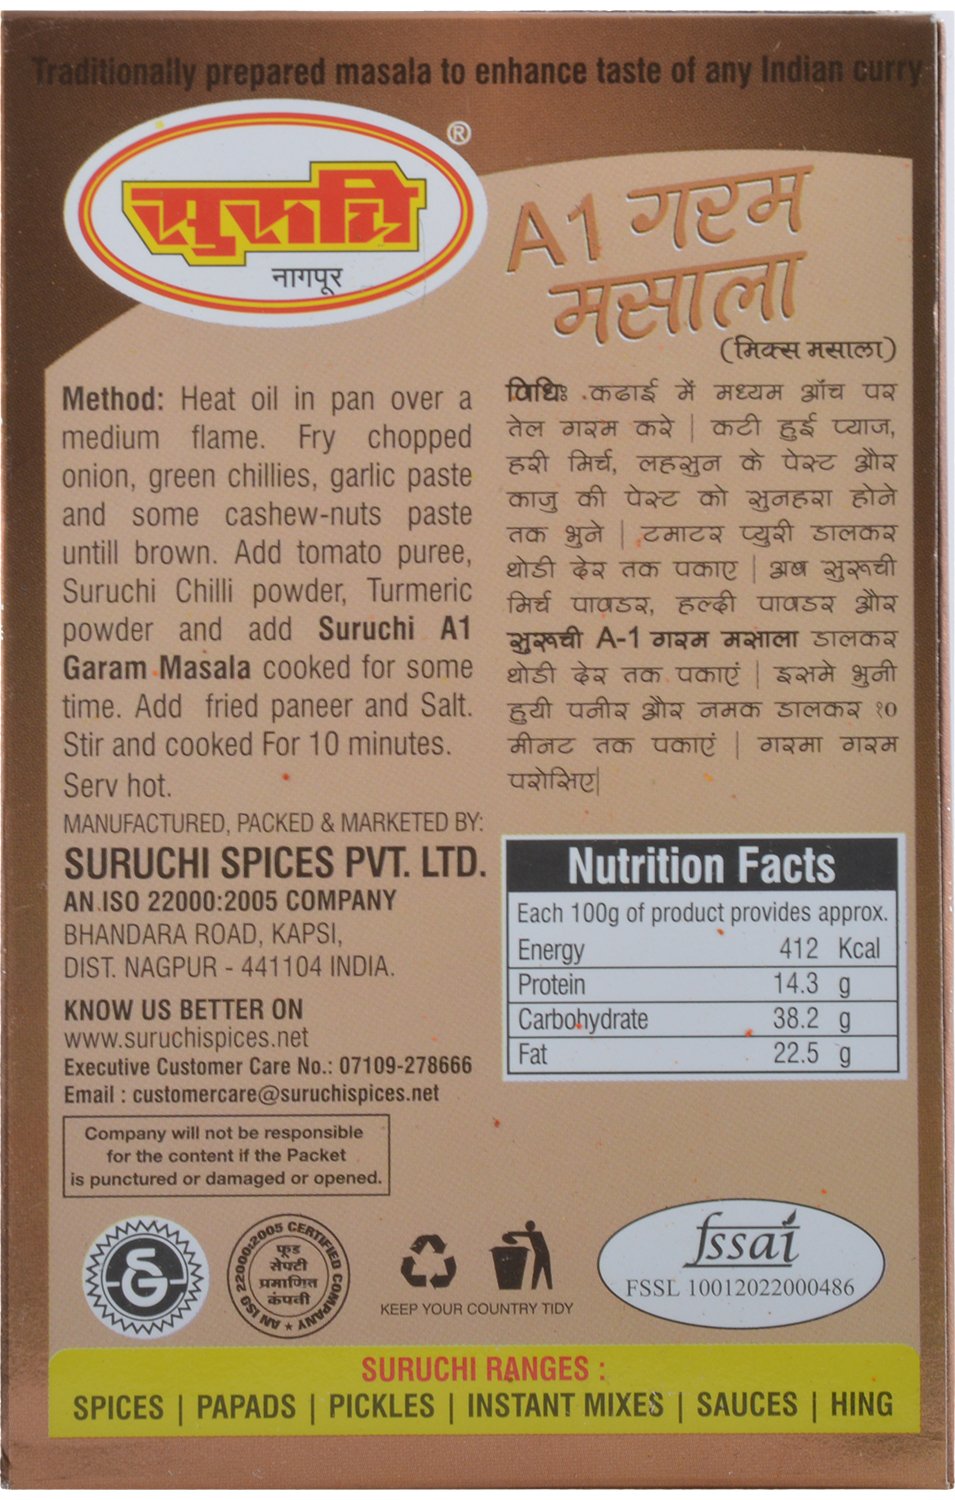 Traditionally prepared masala to enhance taste of any Indian curry
®
सुरुचि
नागपूर
A1 गरम
मसाला
(मिक्स मसाला)
Method: Heat oil in pan over a
medium flame. Fry chopped
onion, green chillies, garlic paste
and some cashew-nuts paste
untill brown. Add tomato puree,
Suruchi Chilli powder, Turmeric
powder and add Suruchi A1
Garam Masala cooked for some
time. Add fried paneer and Salt.
Stir and cooked For 10 minutes.
Serv hot.
विधिः कढाई में मध्यम आँच पर
तेल गरम करे | कटी हुई प्याज,
हरी मिर्च, लहसुन के पेस्ट और
काजु की पेस्ट को सुनहरा होने
तक भुने | टमाटर प्युरी डालकर
थोडी देर तक पकाए | अब सुरूची
मिर्च पावडर, हल्दी पावडर और
सुरूची A-1 गरम मसाला डालकर
थोडी देर तक पकाएं | इसमे भुनी
हुयी पनीर और नमक डालकर १०
मीनट तक पकाएं | गरमा गरम
परोसिए|
MANUFACTURED, PACKED & MARKETED BY:
SURUCHI SPICES PVT. LTD.
AN ISO 22000:2005 COMPANY
BHANDARA ROAD, KAPSI,
DIST. NAGPUR - 441104 INDIA.
KNOW US BETTER ON
www.suruchispices.net
Executive Customer Care No.: 07109-278666
Email : customercare@suruchispices.net
Company will not be responsible
for the content if the Packet
is punctured or damaged or opened.
Nutrition Facts
Each 100g of product provides approx.
Energy 412 Kcal
Protein 14.3 g
Carbohydrate 38.2 g
Fat 22.5 g
SG
AN ISO 22000:2005 CERTIFIED COMPANY
फूड
सेफ्टी
प्रमाणित
कंपनी
KEEP YOUR COUNTRY TIDY
fssai
FSSL 10012022000486
SURUCHI RANGES :
SPICES | PAPADS | PICKLES | INSTANT MIXES | SAUCES | HING